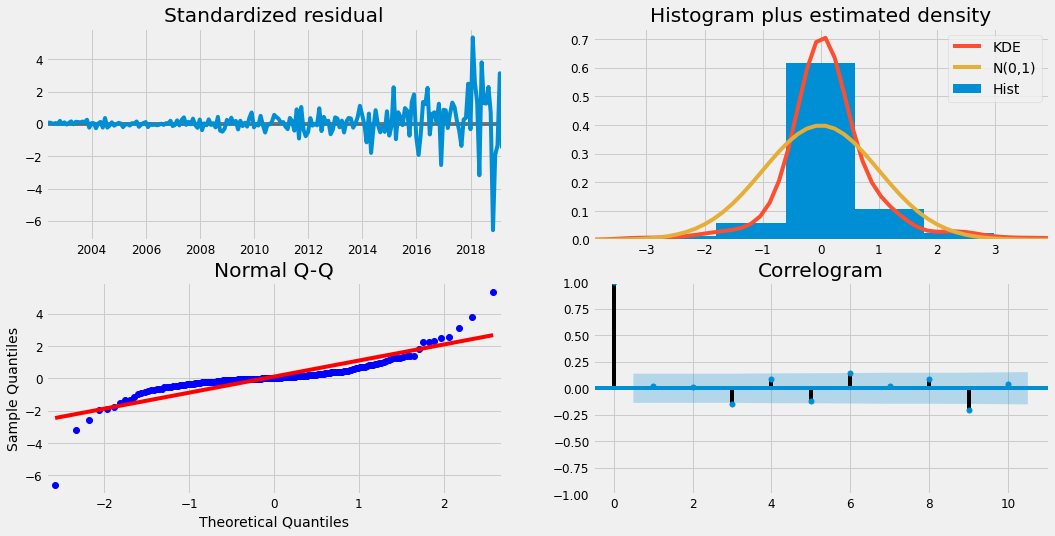 Standardized residual
4
2
0
−2
−4
−6
2004 2006 2008 2010 2012 2014 2016 2018
Histogram plus estimated density
0.7
0.6
0.5
0.4
0.3
0.2
0.1
0.0
KDE
N(0,1)
Hist
−3 −2 −1 0 1 2 3
Normal Q-Q
Sample Quantiles
4
2
0
−2
−4
−6
−2 −1 0 1 2
Theoretical Quantiles
Correlogram
1.00
0.75
0.50
0.25
0.00
−0.25
−0.50
−0.75
−1.00
0 2 4 6 8 10